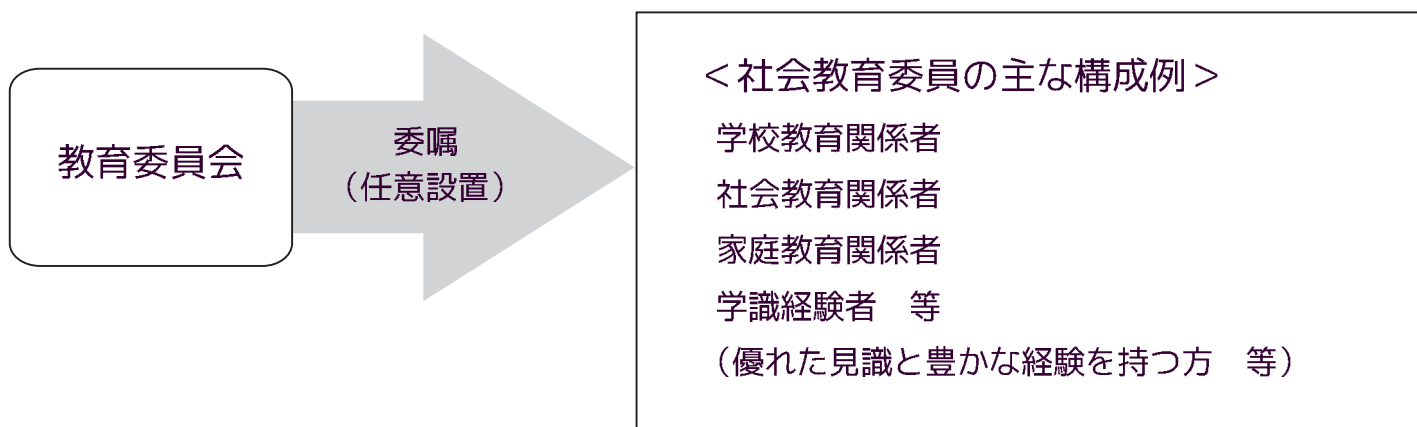 教育委員会
委嘱
（任意設置）
＜社会教育委員の主な構成例＞
学校教育関係者
社会教育関係者
家庭教育関係者
学識経験者　等
（優れた見識と豊かな経験を持つ方　等）